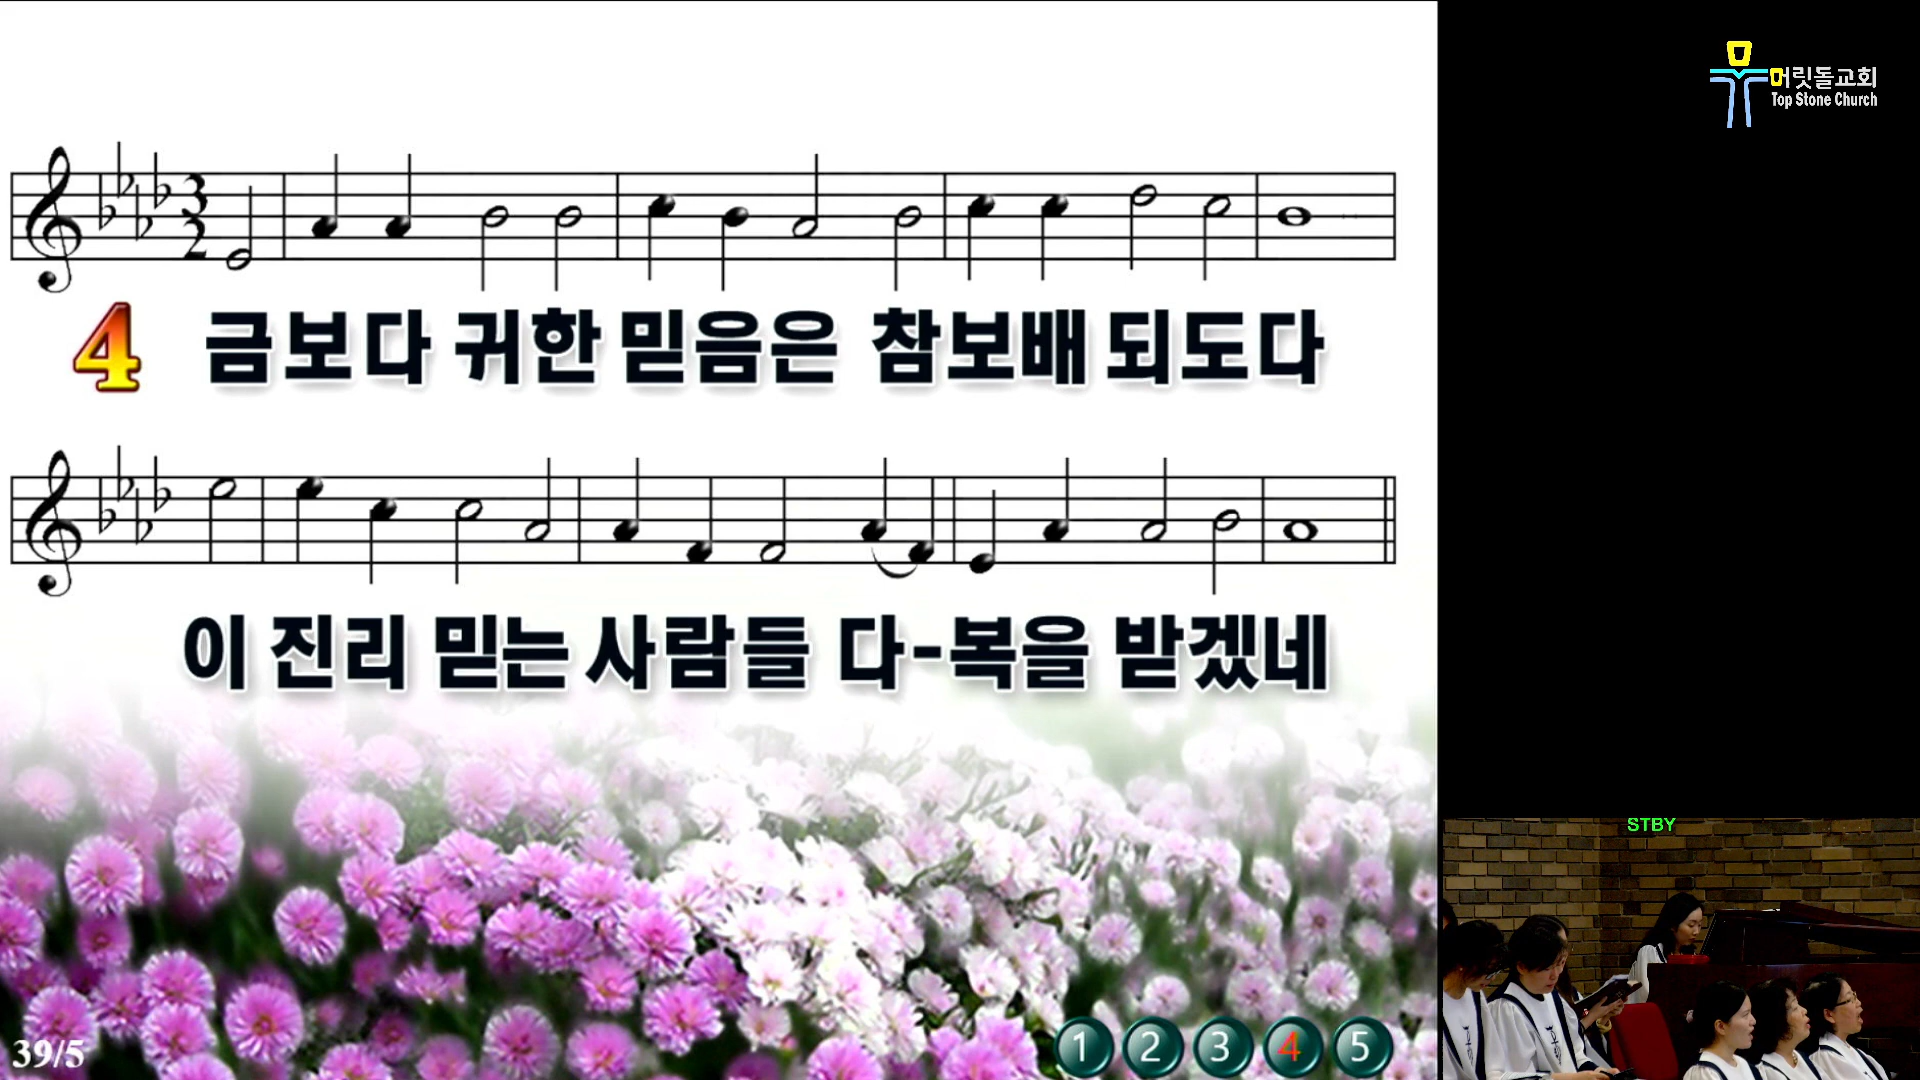 머릿돌교회
Top Stone Church
4 금보다 귀한 믿음은 참보배 되도다
이 진리 믿는 사람들 다-복을 받겠네
STBY
39/5
1 2 3 4 5